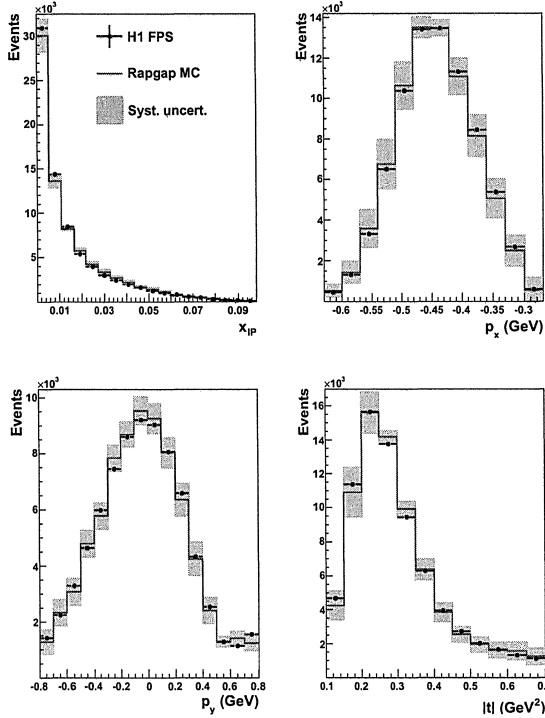 ×10³
Events
30
25
20
15
10
5
H1 FPS
Rapgap MC
Syst. uncert.
0.01 0.03 0.05 0.07 0.09
x_IP
×10³
Events
14
12
10
8
6
4
2
-0.6 -0.55 -0.5 -0.45 -0.4 -0.35 -0.3
p_x (GeV)
×10³
Events
10
8
6
4
2
-0.8 -0.6 -0.4 -0.2 0 0.2 0.4 0.6 0.8
p_y (GeV)
×10³
Events
16
14
12
10
8
6
4
2
0.1 0.2 0.3 0.4 0.5 0.6 0.7
|t| (GeV²)